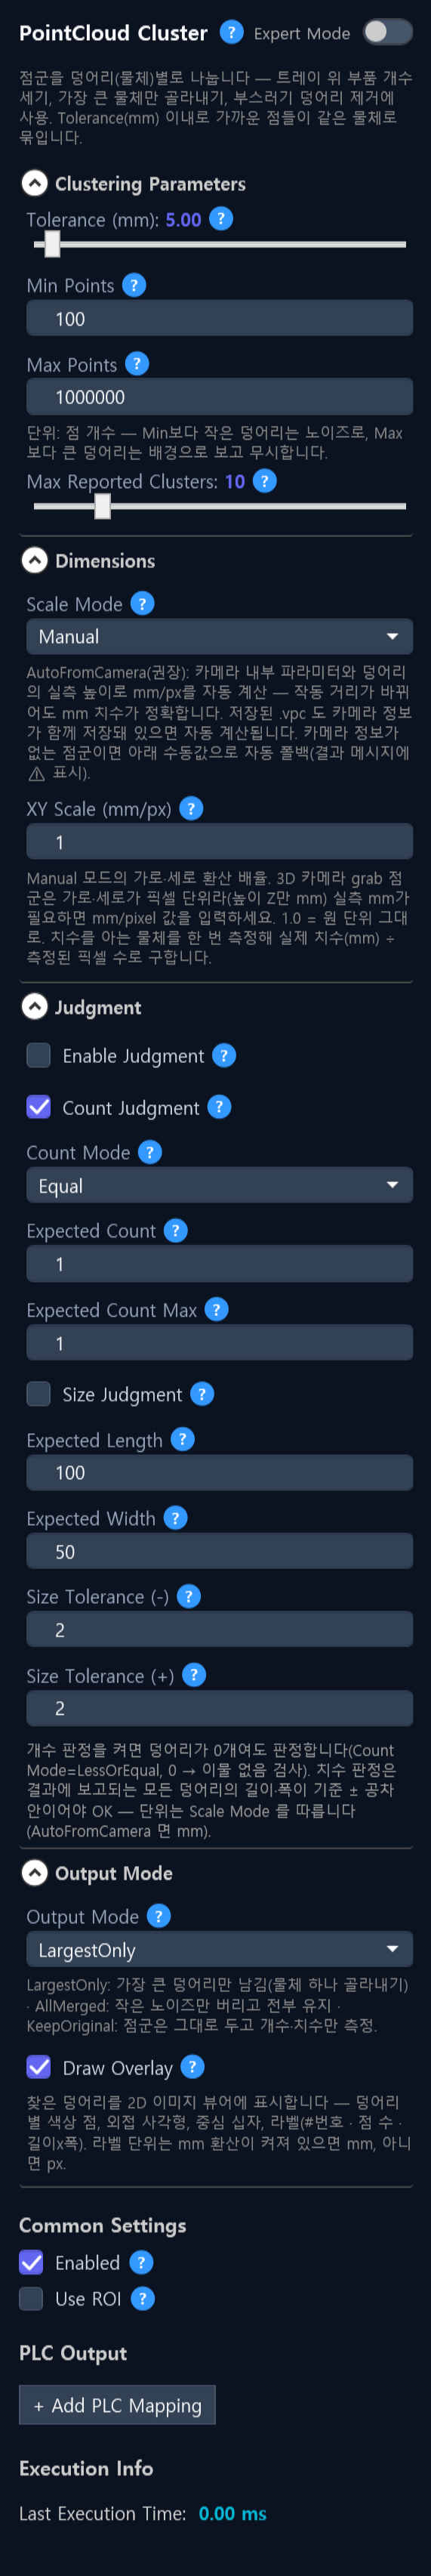 PointCloud Cluster ? Expert Mode
점군을 덩어리(물체)별로 나눕니다 — 트레이 위 부품 개수
세기, 가장 큰 물체만 골라내기, 부스러기 덩어리 제거에
사용. Tolerance(mm) 이내로 가까운 점들이 같은 물체로
묶입니다.
Clustering Parameters
Tolerance (mm): 5.00 ?
Min Points ?
100
Max Points ?
1000000
단위: 점 개수 — Min보다 작은 덩어리는 노이즈로, Max
보다 큰 덩어리는 배경으로 보고 무시합니다.
Max Reported Clusters: 10 ?
Dimensions
Scale Mode ?
Manual
AutoFromCamera(권장): 카메라 내부 파라미터와 덩어리
의 실측 높이로 mm/px를 자동 계산 — 작동 거리가 바뀌
어도 mm 치수가 정확합니다. 저장된 .vpc 도 카메라 정보
가 함께 저장돼 있으면 자동 계산됩니다. 카메라 정보가
없는 점군이면 아래 수동값으로 자동 폴백(결과 메시지에
⚠ 표시).
XY Scale (mm/px) ?
1
Manual 모드의 가로·세로 환산 배율. 3D 카메라 grab 점
군은 가로·세로가 픽셀 단위라(높이 Z만 mm) 실측 mm가
필요하면 mm/pixel 값을 입력하세요. 1.0 = 원 단위 그대
로. 치수를 아는 물체를 한 번 측정해 실제 치수(mm) ÷
측정된 픽셀 수로 구합니다.
Judgment
Enable Judgment ?
Count Judgment ?
Count Mode ?
Equal
Expected Count ?
1
Expected Count Max ?
1
Size Judgment ?
Expected Length ?
100
Expected Width ?
50
Size Tolerance (-) ?
2
Size Tolerance (+) ?
2
개수 판정을 켜면 덩어리가 0개여도 판정합니다(Count
Mode=LessOrEqual, 0 → 이물 없음 검사). 치수 판정은
결과에 보고되는 모든 덩어리의 길이·폭이 기준 ± 공차
안이어야 OK — 단위는 Scale Mode 를 따릅니다
(AutoFromCamera 면 mm).
Output Mode
Output Mode ?
LargestOnly
LargestOnly: 가장 큰 덩어리만 남김(물체 하나 골라내기)
· AllMerged: 작은 노이즈만 버리고 전부 유지 ·
KeepOriginal: 점군은 그대로 두고 개수·치수만 측정.
Draw Overlay ?
찾은 덩어리를 2D 이미지 뷰어에 표시합니다 — 덩어리
별 색상 점, 외접 사각형, 중심 십자, 라벨(#번호 · 점 수 ·
길이x폭). 라벨 단위는 mm 환산이 켜져 있으면 mm, 아니
면 px.
Common Settings
Enabled ?
Use ROI ?
PLC Output
+ Add PLC Mapping
Execution Info
Last Execution Time: 0.00 ms